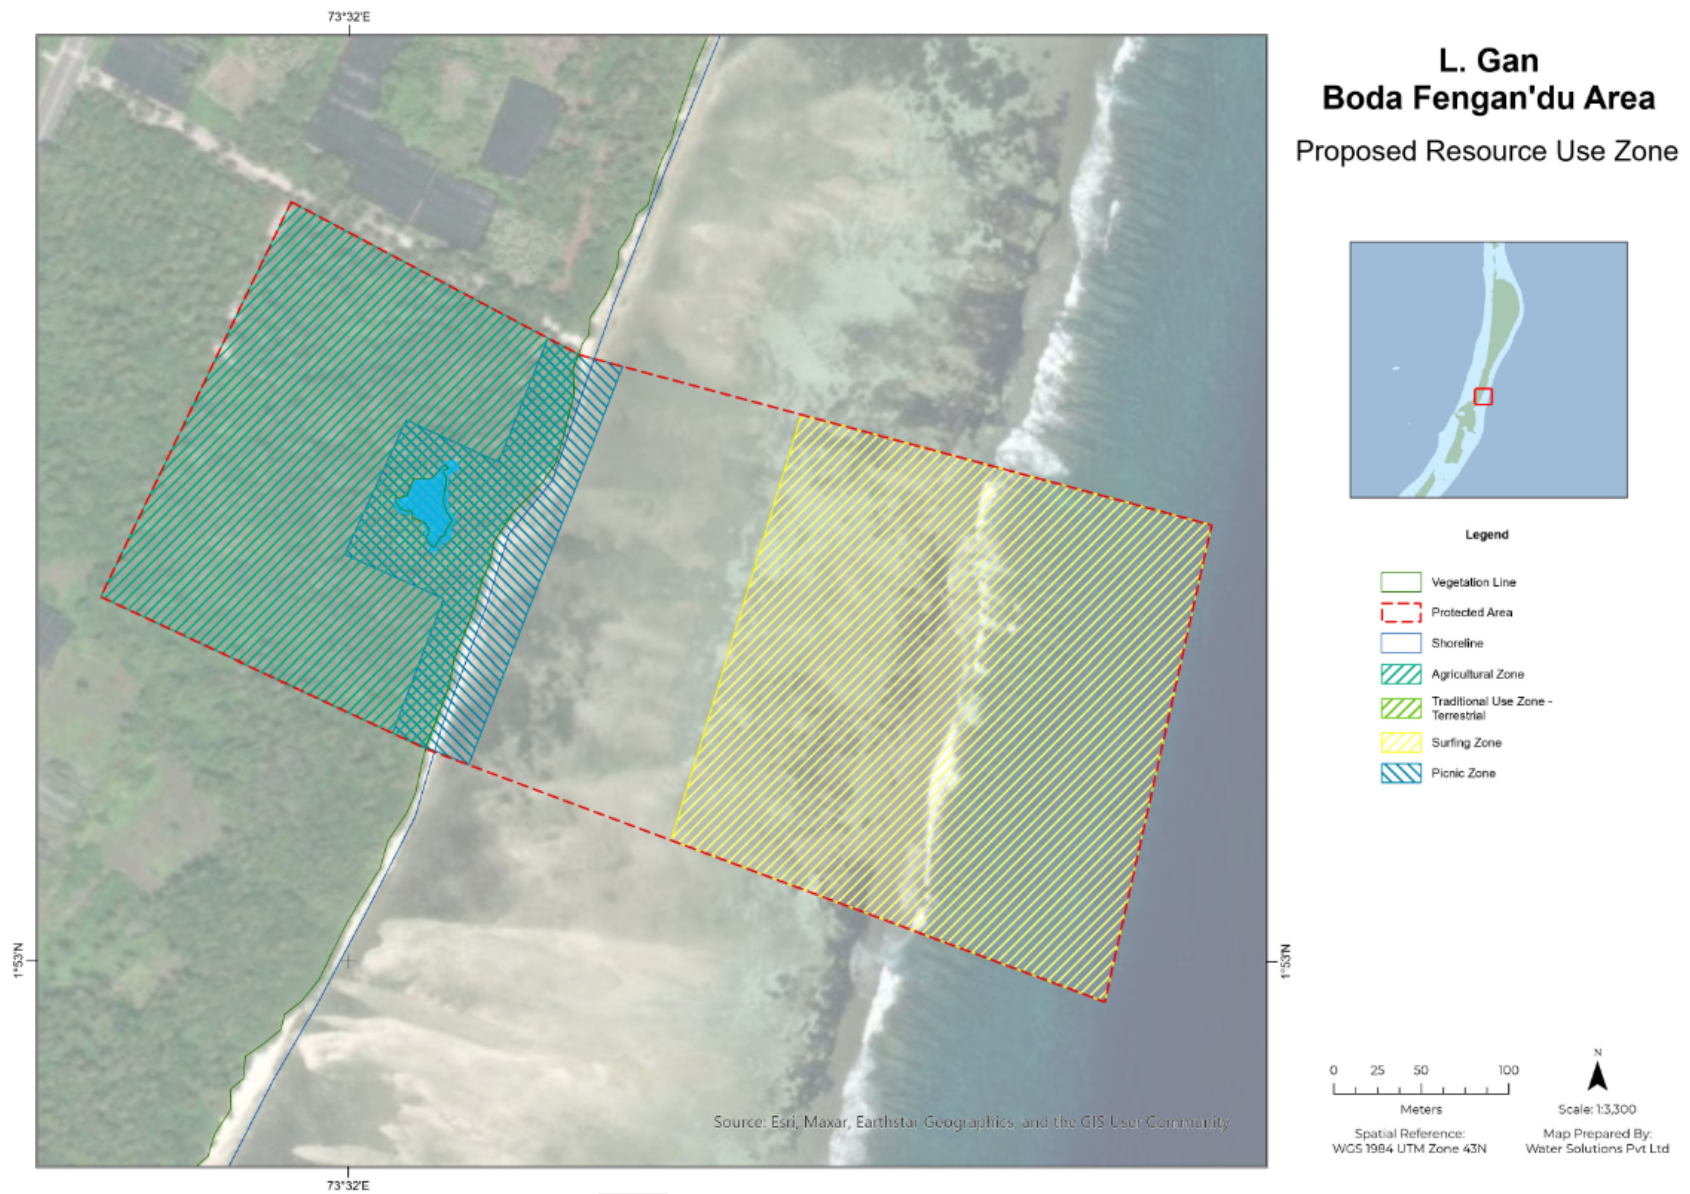 73°32'E
L. Gan
Boda Fengan'du Area
Proposed Resource Use Zone
Legend
Vegetation Line
Protected Area
Shoreline
Agricultural Zone
Traditional Use Zone -
Terrestrial
Surfing Zone
Picnic Zone
1°53'N
1°53'N
N
0 25 50 100
Meters
Scale: 1:3,300
Source: Esri, Maxar, Earthstar Geographics, and the GIS User Community
Spatial Reference:
WGS 1984 UTM Zone 43N
Map Prepared By:
Water Solutions Pvt Ltd
73°32'E